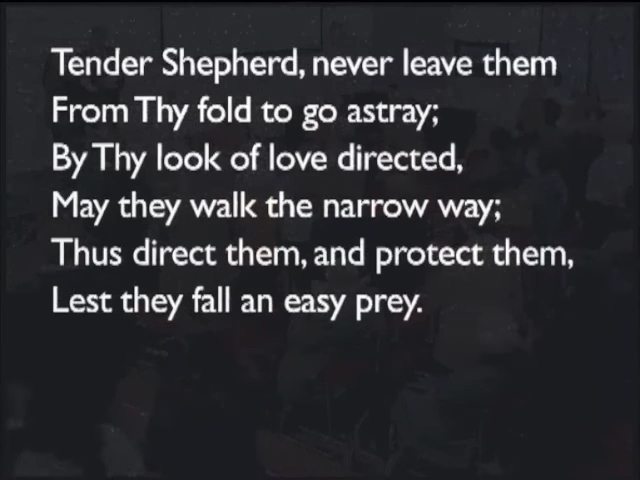 Tender Shepherd, never leave them
From Thy fold to go astray;
By Thy look of love directed,
May they walk the narrow way;
Thus direct them, and protect them,
Lest they fall an easy prey.